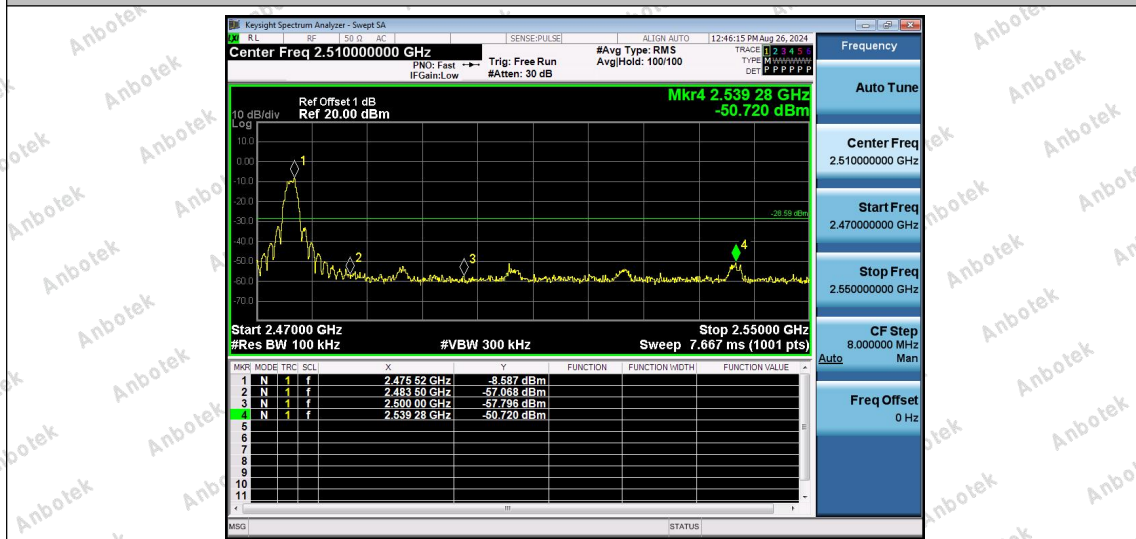 Keysight Spectrum Analyzer - Swept SA
RL RF 50 Ω AC SENSE:PULSE ALIGN AUTO 12:46:15 PM Aug 26, 2024
Center Freq 2.510000000 GHz
PNO: Fast
IFGain:Low
Trig: Free Run
#Atten: 30 dB
#Avg Type: RMS
Avg|Hold: 100/100
TRACE 1 2 3 4 5 6
TYPE M W W W W W
DET P P P P P P
Mkr4 2.539 28 GHz
-50.720 dBm
Ref Offset 1 dB
10 dB/div Ref 20.00 dBm
Log
10.0
0.00
-10.0
-20.0
-30.0
-40.0
-50.0
-60.0
-70.0
1
2
3
4
-28.59 dBm
Start 2.47000 GHz Stop 2.55000 GHz
#Res BW 100 kHz #VBW 300 kHz Sweep 7.667 ms (1001 pts)
MKR MODE TRC SCL X Y FUNCTION FUNCTION WIDTH FUNCTION VALUE
1 N 1 f 2.475 52 GHz -8.587 dBm
2 N 1 f 2.483 50 GHz -57.068 dBm
3 N 1 f 2.500 00 GHz -57.796 dBm
4 N 1 f 2.539 28 GHz -50.720 dBm
5
6
7
8
9
10
11
MSG STATUS
Frequency
Auto Tune
Center Freq
2.510000000 GHz
Start Freq
2.470000000 GHz
Stop Freq
2.550000000 GHz
CF Step
8.000000 MHz
Auto Man
Freq Offset
0 Hz
Anbotek